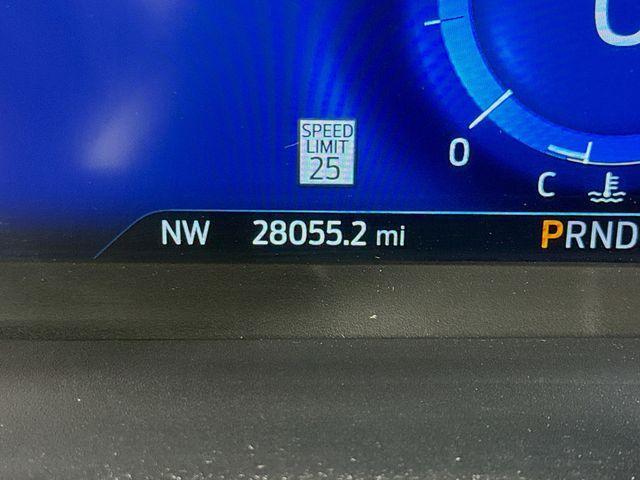 SPEED
LIMIT
25
0
C
NW 28055.2 mi PRND